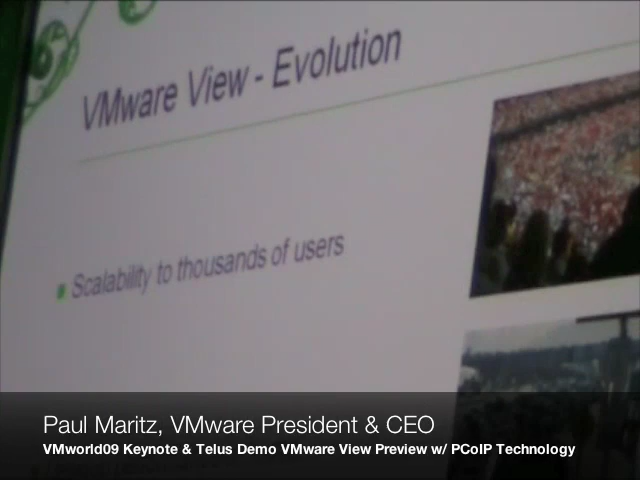 VMware View - Evolution
Scalability to thousands of users
Paul Maritz, VMware President & CEO
VMworld09 Keynote & Telus Demo VMware View Preview w/ PCoIP Technology